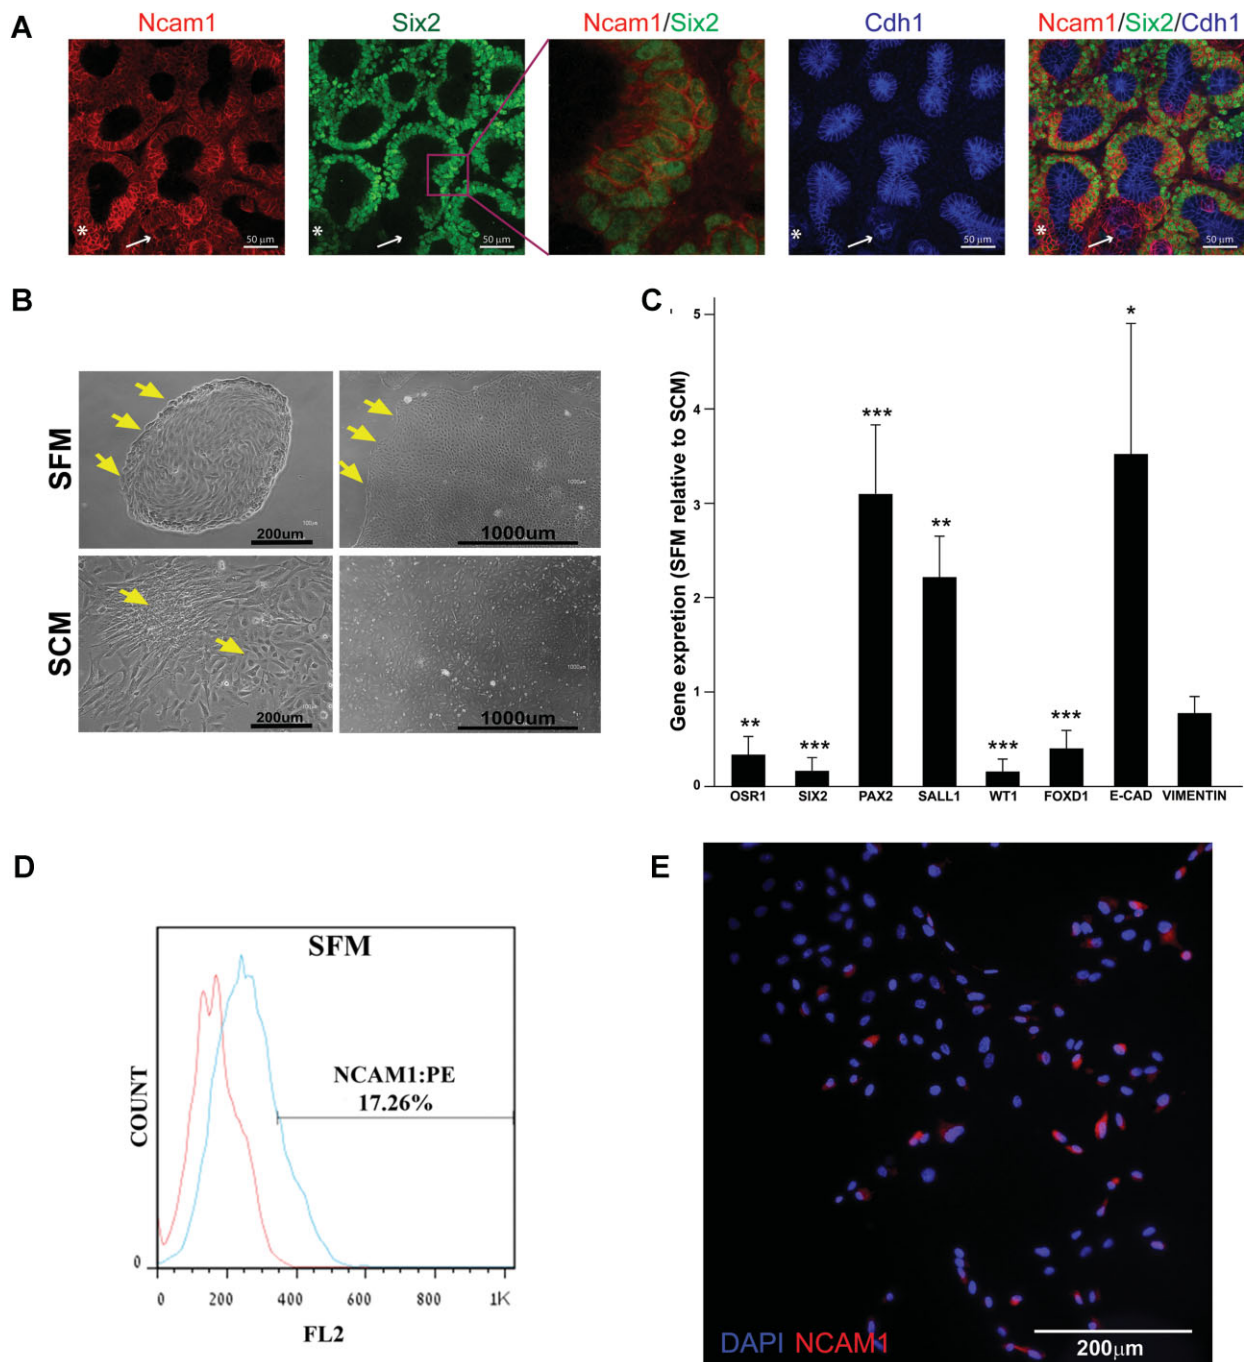 A
Ncam1
Six2
Ncam1/Six2
Cdh1
Ncam1/Six2/Cdh1
*
50 µm
*
50 µm
*
50 µm
*
50 µm
B
SFM
200um
1000um
SCM
200um
1000um
C
Gene expretion (SFM relative to SCM)
5
4
3
2
1
0
**
***
***
**
***
***
*
OSR1 SIX2 PAX2 SALL1 WT1 FOXD1 E-CAD VIMENTIN
D
SFM
NCAM1:PE
17.26%
COUNT
0
0 200 400 600 800 1K
FL2
E
DAPI NCAM1
200µm